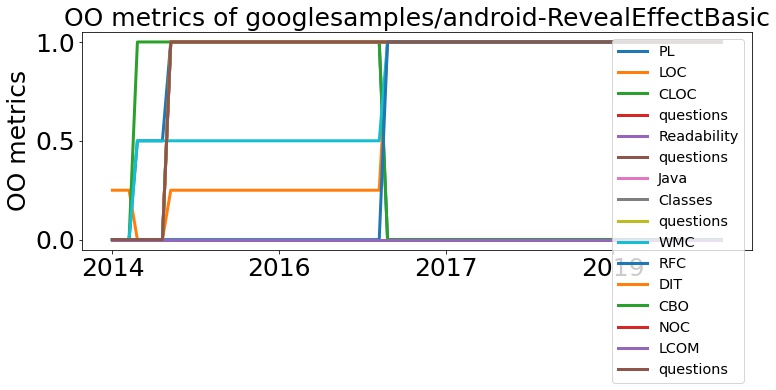 OO metrics of googlesamples/android-RevealEffectBasic
OO metrics
1.0
0.5
0.0
2014
2016
2017
2019
PL
LOC
CLOC
questions
Readability
questions
Java
Classes
questions
WMC
RFC
DIT
CBO
NOC
LCOM
questions